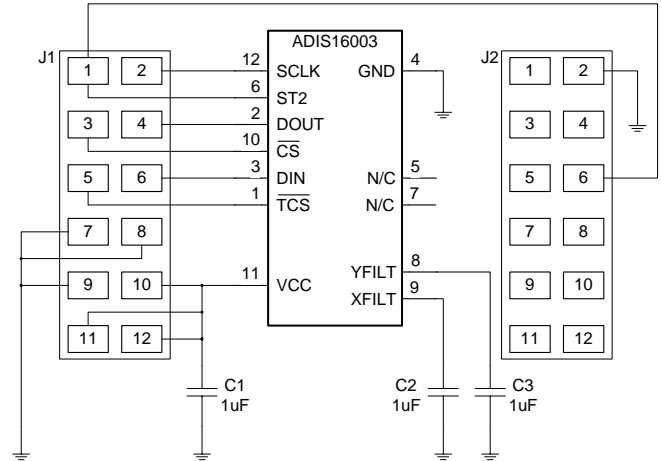 ADIS16003
J1
1 2
3 4
5 6
7 8
9 10
11 12
12 SCLK
6 ST2
2 DOUT
10 CS
3 DIN
1 TCS
11 VCC
GND 4
N/C 5
N/C 7
YFILT 8
XFILT 9
J2
1 2
3 4
5 6
7 8
9 10
11 12
C1
1uF
C2
1uF
C3
1uF